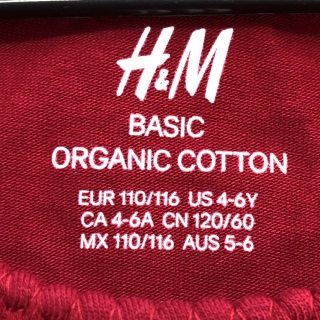 H&M
BASIC
ORGANIC COTTON
EUR 110/116 US 4-6Y
CA 4-6A CN 120/60
MX 110/116 AUS 5-6